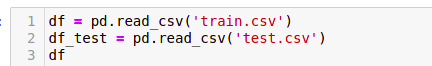 1 df = pd.read_csv('train.csv')
2 df_test = pd.read_csv('test.csv')
3 df